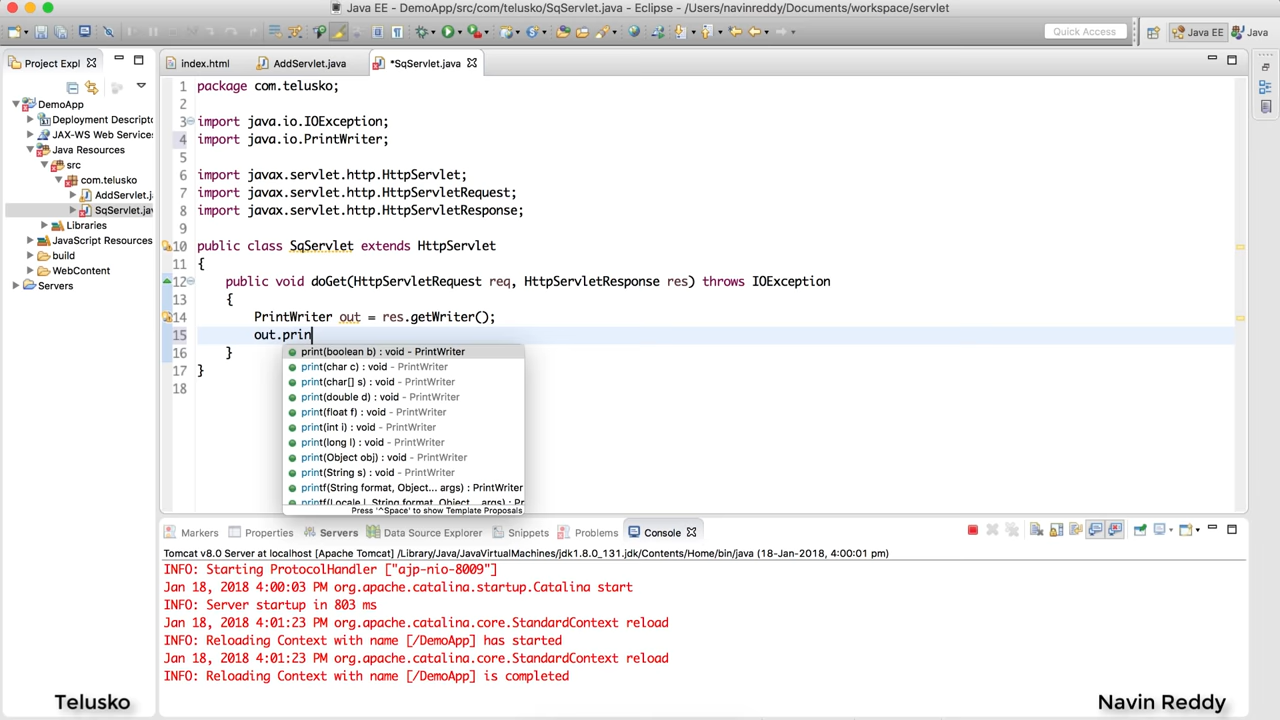 Java EE - DemoApp/src/com/telusko/SqServlet.java - Eclipse - /Users/navinreddy/Documents/workspace/servlet
Quick Access
Java EE
Java
Project Expl
index.html
AddServlet.java
*SqServlet.java
DemoApp
Deployment Descripto
JAX-WS Web Services
Java Resources
src
com.telusko
AddServlet.j
SqServlet.jav
Libraries
JavaScript Resources
build
WebContent
Servers
1 package com.telusko;
2
3 import java.io.IOException;
4 import java.io.PrintWriter;
5
6 import javax.servlet.http.HttpServlet;
7 import javax.servlet.http.HttpServletRequest;
8 import javax.servlet.http.HttpServletResponse;
9
10 public class SqServlet extends HttpServlet
11 {
12 public void doGet(HttpServletRequest req, HttpServletResponse res) throws IOException
13 {
14 PrintWriter out = res.getWriter();
15 out.prin
16 }
17 }
18
print(boolean b) : void - PrintWriter
print(char c) : void - PrintWriter
print(char[] s) : void - PrintWriter
print(double d) : void - PrintWriter
print(float f) : void - PrintWriter
print(int i) : void - PrintWriter
print(long l) : void - PrintWriter
print(Object obj) : void - PrintWriter
print(String s) : void - PrintWriter
printf(String format, Object... args) : PrintWriter
printf(Locale l, String format, Object... args) : Pr
Press '^Space' to show Template Proposals
Markers
Properties
Servers
Data Source Explorer
Snippets
Problems
Console
Tomcat v8.0 Server at localhost [Apache Tomcat] /Library/Java/JavaVirtualMachines/jdk1.8.0_131.jdk/Contents/Home/bin/java (18-Jan-2018, 4:00:01 pm)
INFO: Starting ProtocolHandler ["ajp-nio-8009"]
Jan 18, 2018 4:00:03 PM org.apache.catalina.startup.Catalina start
INFO: Server startup in 803 ms
Jan 18, 2018 4:01:23 PM org.apache.catalina.core.StandardContext reload
INFO: Reloading Context with name [/DemoApp] has started
Jan 18, 2018 4:01:23 PM org.apache.catalina.core.StandardContext reload
INFO: Reloading Context with name [/DemoApp] is completed
Telusko
Navin Reddy